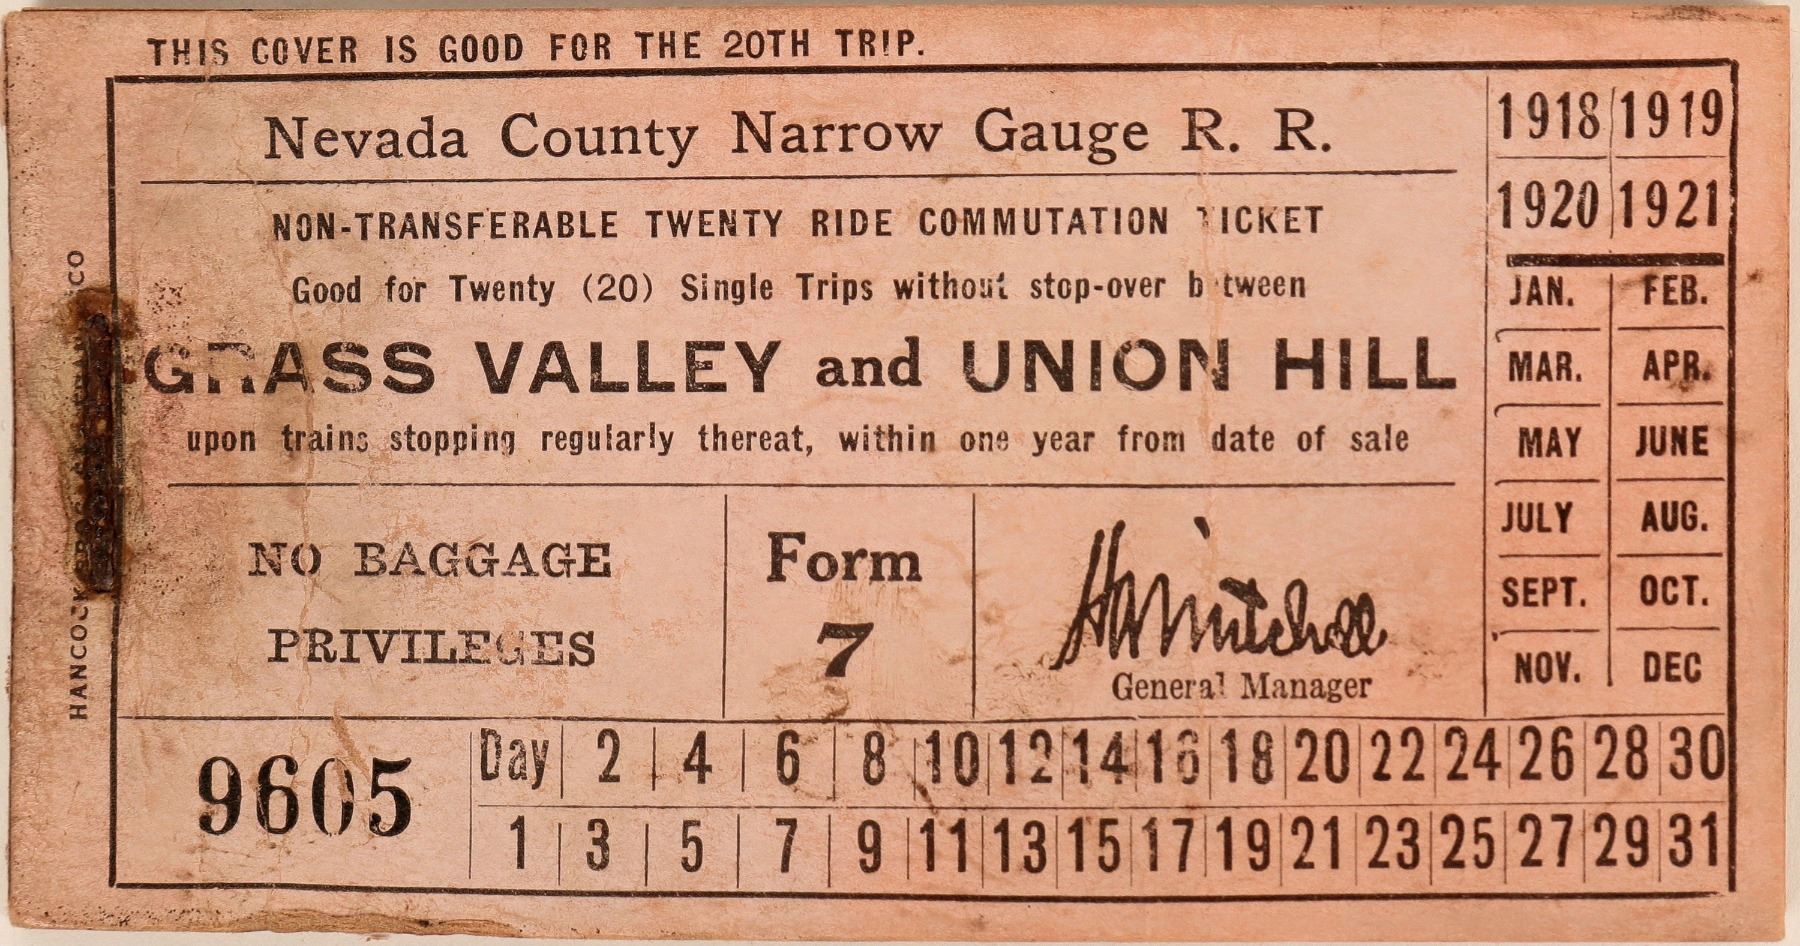 THIS COVER IS GOOD FOR THE 20TH TRIP.
Nevada County Narrow Gauge R. R.
NON-TRANSFERABLE TWENTY RIDE COMMUTATION TICKET
Good for Twenty (20) Single Trips without stop-over between
GRASS VALLEY and UNION HILL
upon trains stopping regularly thereat, within one year from date of sale
NO BAGGAGE
PRIVILEGES
Form
7
H Mitchell
General Manager
1918 1919
1920 1921
JAN. FEB.
MAR. APR.
MAY JUNE
JULY AUG.
SEPT. OCT.
NOV. DEC
9605
Day 2 4 6 8 10 12 14 16 18 20 22 24 26 28 30
1 3 5 7 9 11 13 15 17 19 21 23 25 27 29 31
HANCOCK BROS CO